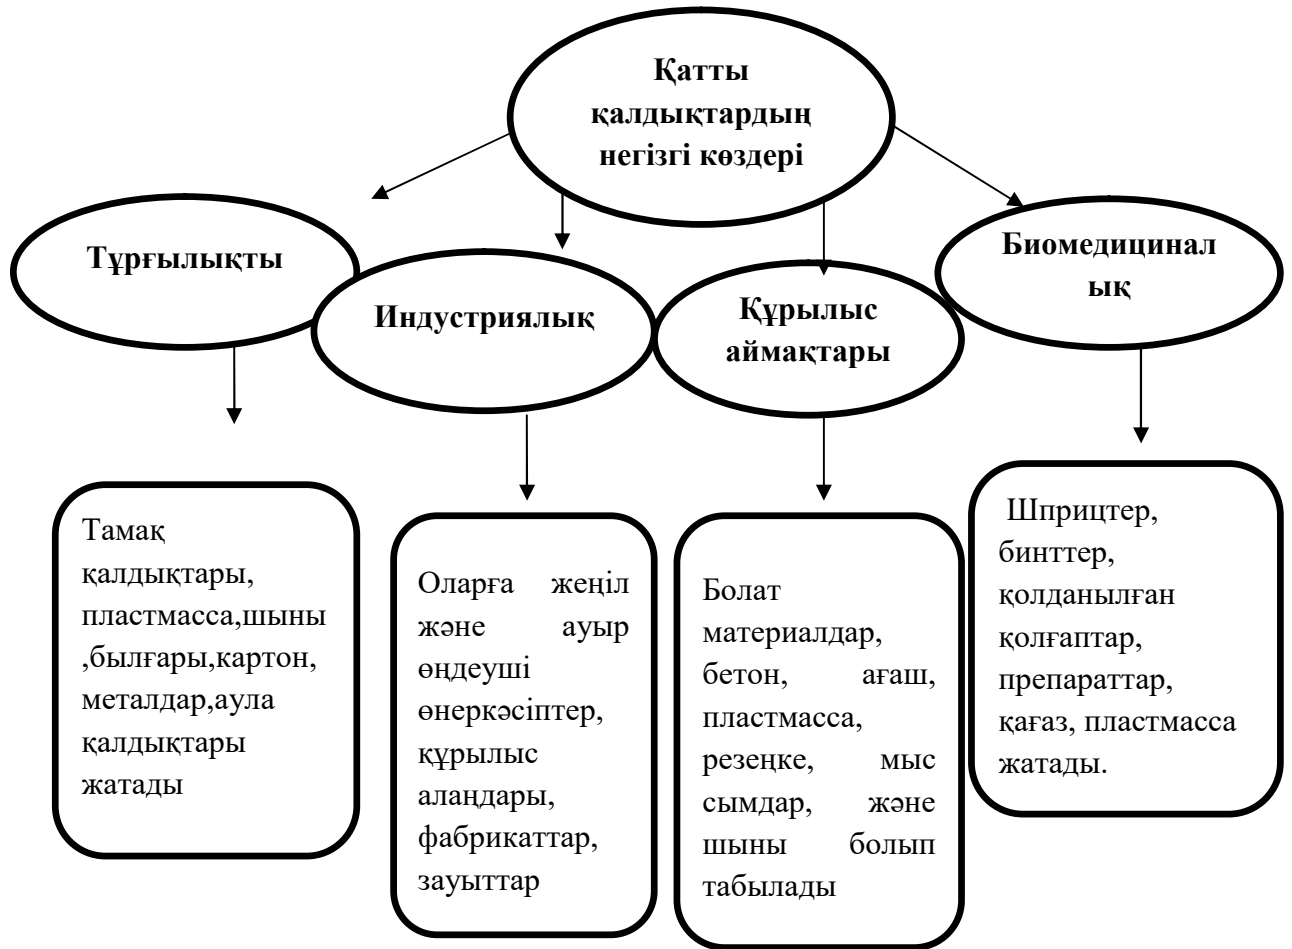 Қатты
қалдықтардың
негізгі көздері
Тұрғылықты
Индустриялық
Құрылыс
аймақтары
Биомедицинал
ық
Тамақ
қалдықтары,
пластмасса,шыны
,былғары,картон,
металдар,аула
қалдықтары
жатады
Оларға жеңіл
және ауыр
өңдеуші
өнеркәсіптер,
құрылыс
алаңдары,
фабрикаттар,
зауыттар
Болат
материалдар,
бетон, ағаш,
пластмасса,
резеңке, мыс
сымдар, және
шыны болып
табылады
Шприцтер,
бинттер,
қолданылған
қолғаптар,
препараттар,
қағаз, пластмасса
жатады.